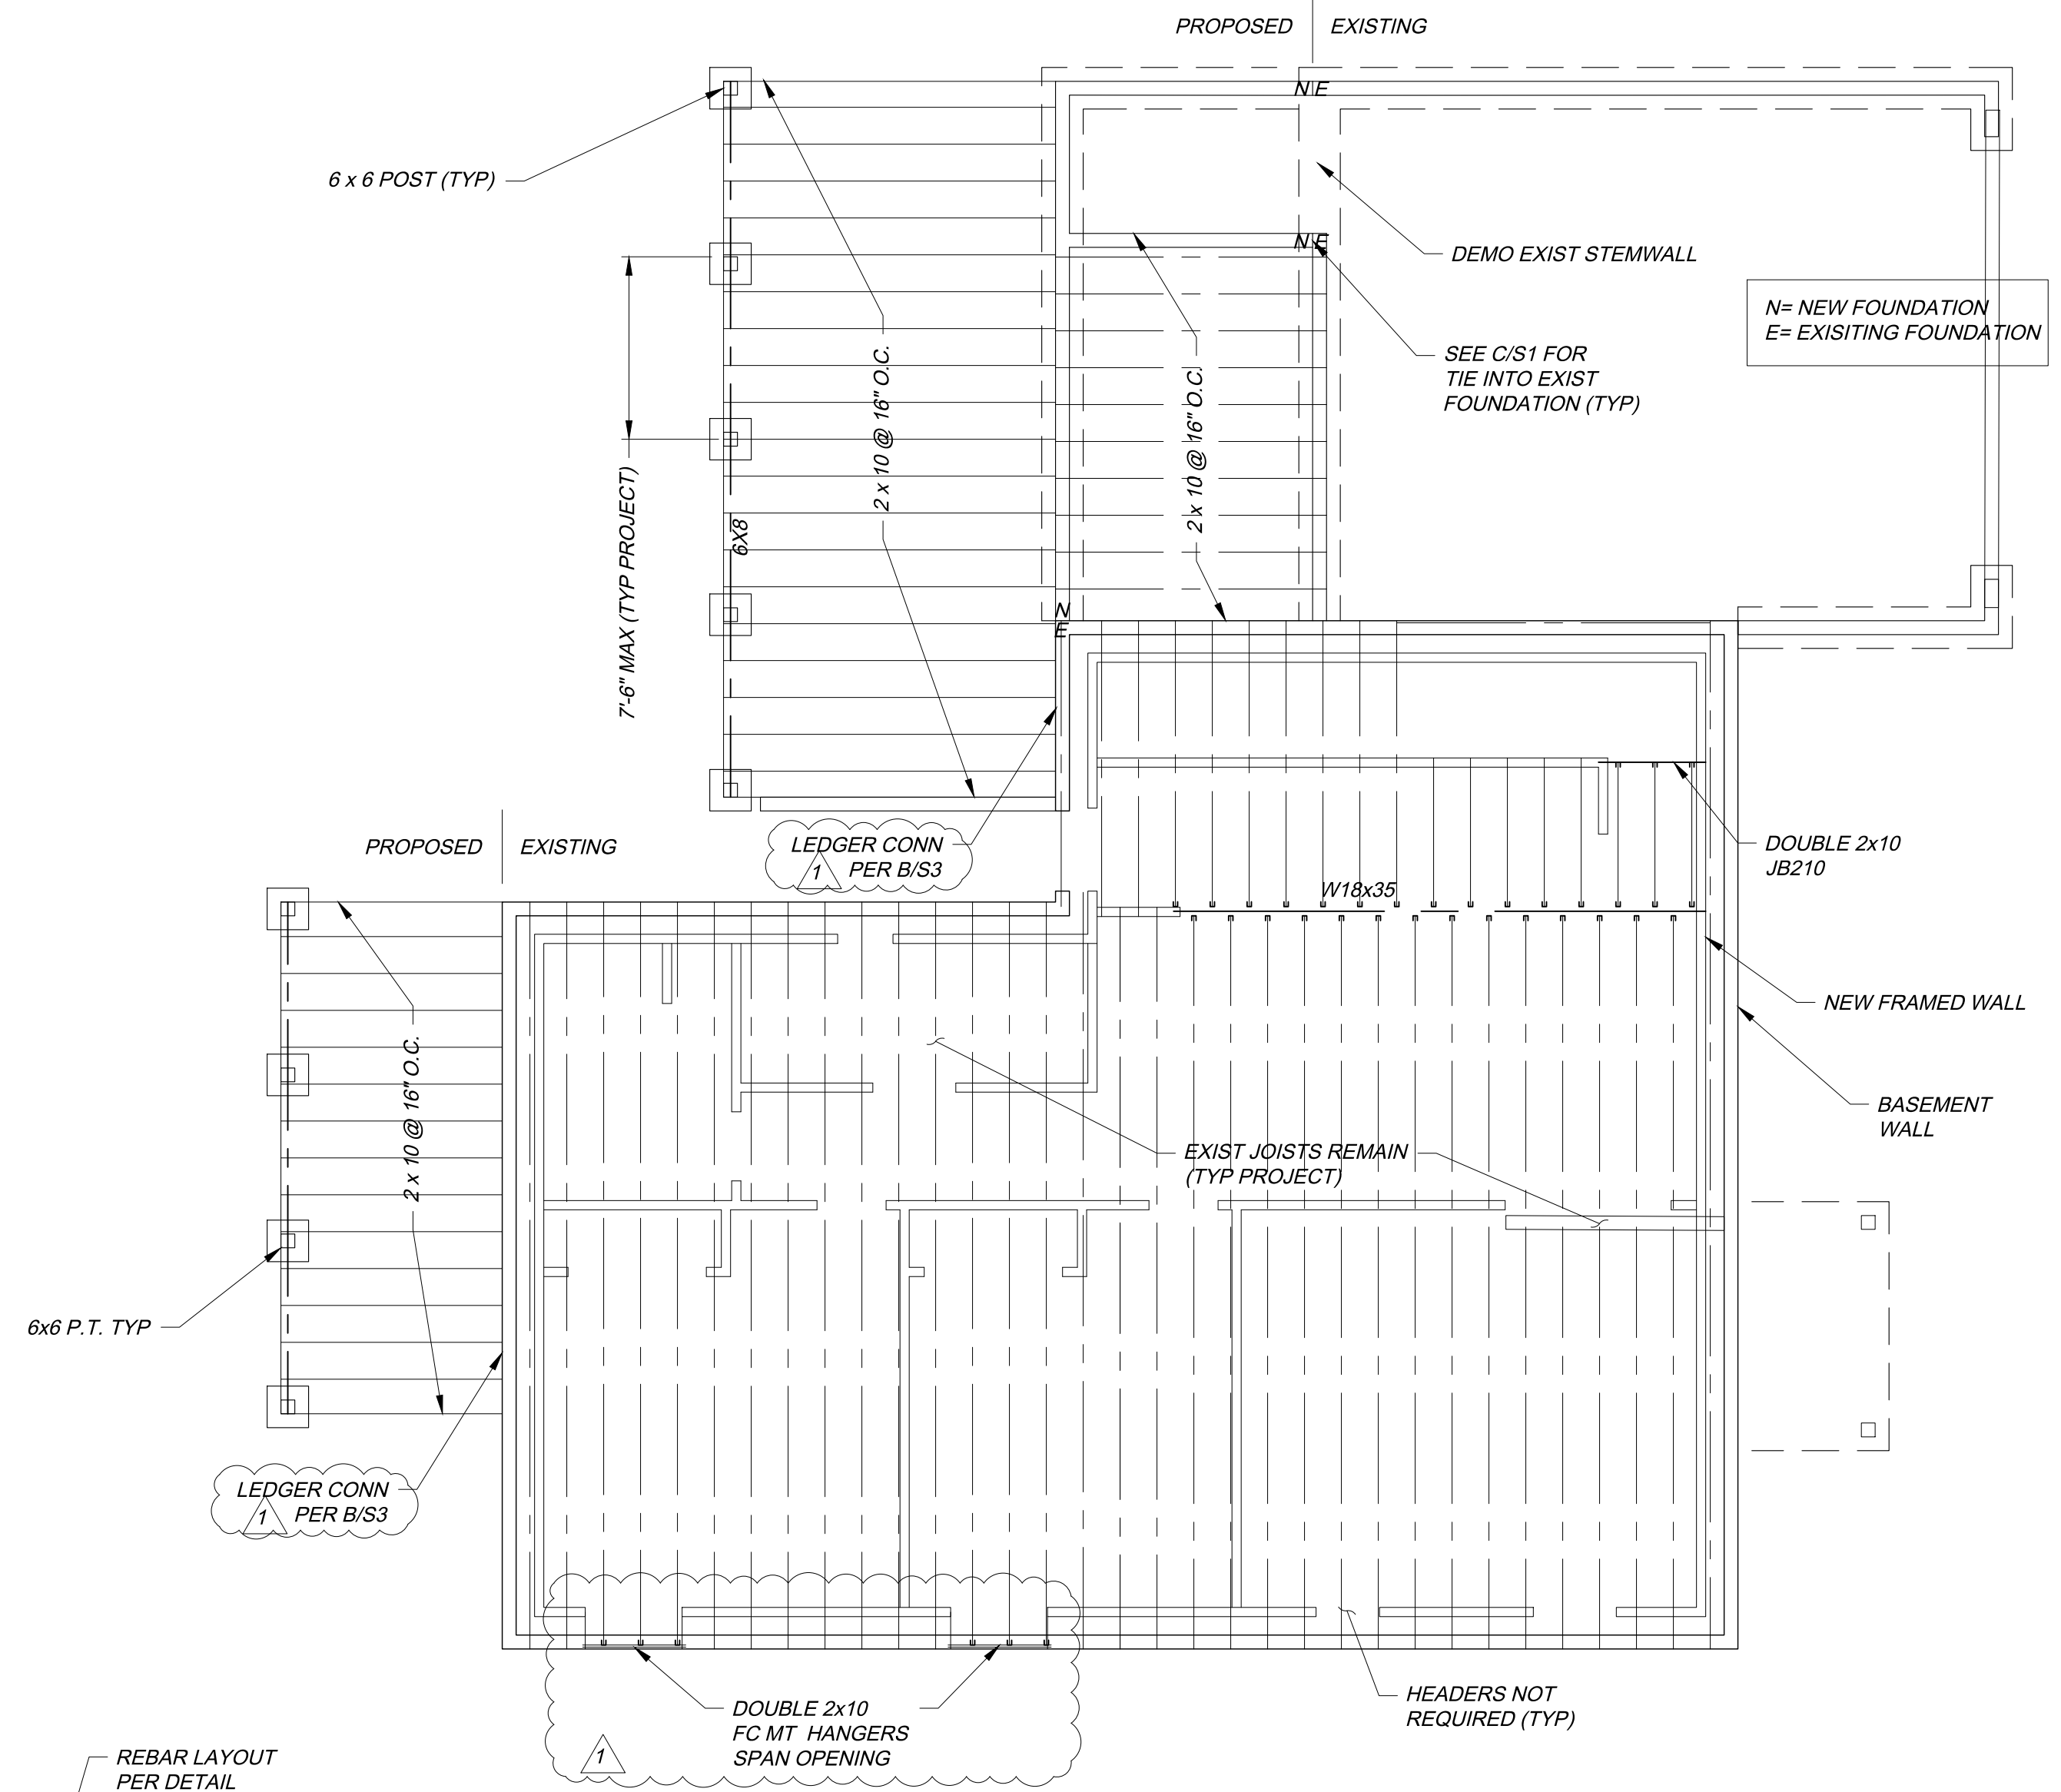 PROPOSED
EXISTING
N E
6 x 6 POST (TYP)
N E
DEMO EXIST STEMWALL
N= NEW FOUNDATION
E= EXISITING FOUNDATION
SEE C/S1 FOR
TIE INTO EXIST
FOUNDATION (TYP)
2 x 10 @ 16" O.C.
2 x 10 @ 16" O.C.
7'-6" MAX (TYP PROJECT)
6X8
N
E
PROPOSED
EXISTING
LEDGER CONN
1
PER B/S3
DOUBLE 2x10
JB210
W18x35
NEW FRAMED WALL
2 x 10 @ 16" O.C.
BASEMENT
WALL
EXIST JOISTS REMAIN
(TYP PROJECT)
6x6 P.T. TYP
LEDGER CONN
1
PER B/S3
DOUBLE 2x10
FC MT HANGERS
SPAN OPENING
1
HEADERS NOT
REQUIRED (TYP)
REBAR LAYOUT
PER DETAIL